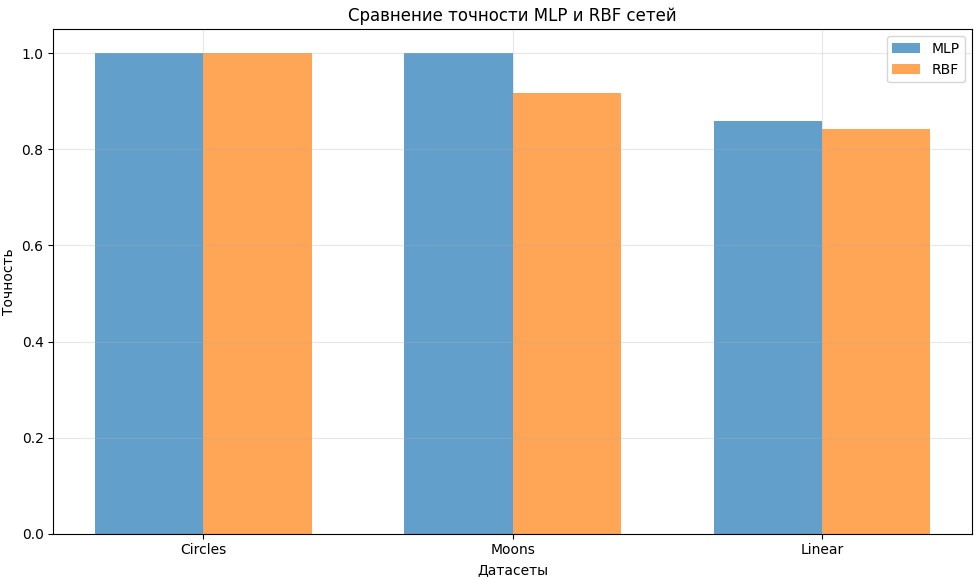 Сравнение точности MLP и RBF сетей
MLP
RBF
1.0
0.8
0.6
0.4
0.2
0.0
Точность
Circles
Moons
Linear
Датасеты